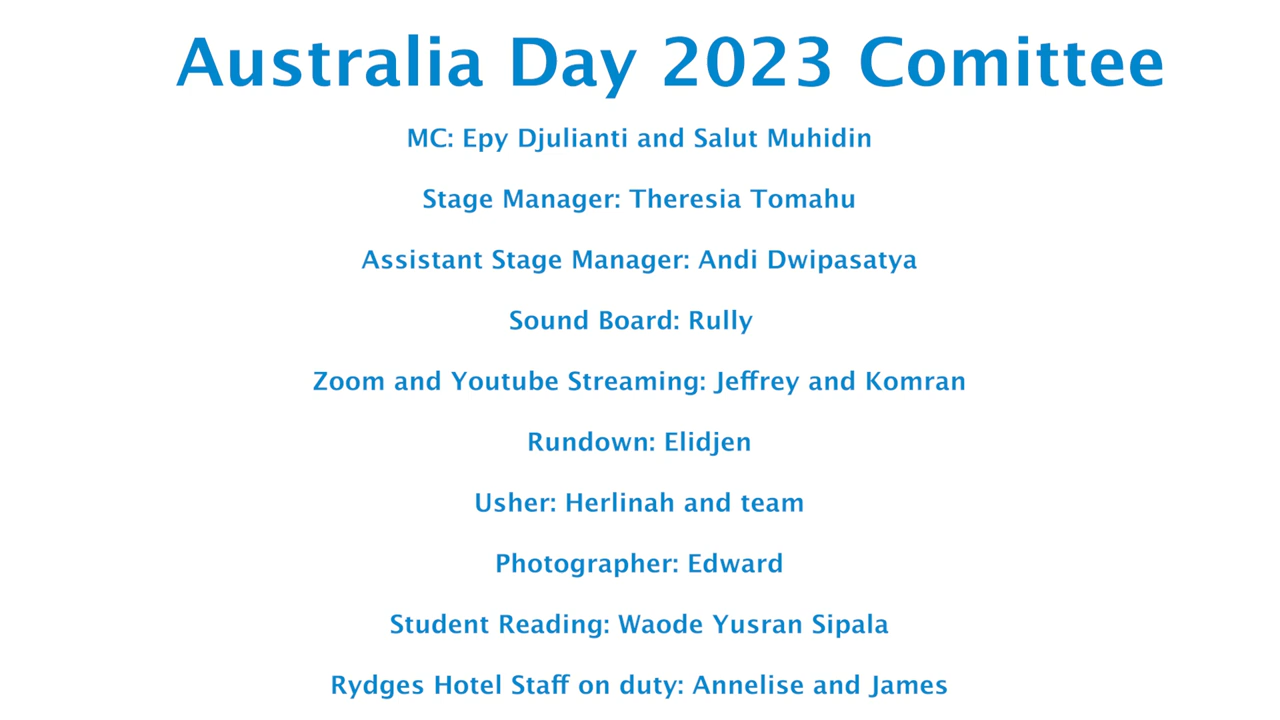 Australia Day 2023 Comittee
MC: Epy Djulianti and Salut Muhidin
Stage Manager: Theresia Tomahu
Assistant Stage Manager: Andi Dwipasatya
Sound Board: Rully
Zoom and Youtube Streaming: Jeffrey and Komran
Rundown: Elidjen
Usher: Herlinah and team
Photographer: Edward
Student Reading: Waode Yusran Sipala
Rydges Hotel Staff on duty: Annelise and James